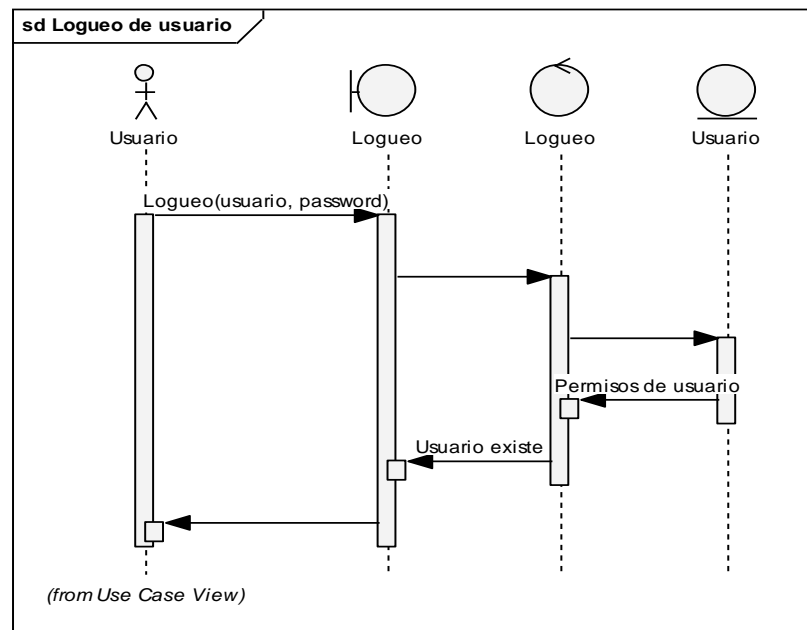 sd Logueo de usuario
Usuario
Logueo
Logueo
Usuario
Logueo(usuario, password)
Permisos de usuario
Usuario existe
(from Use Case View)